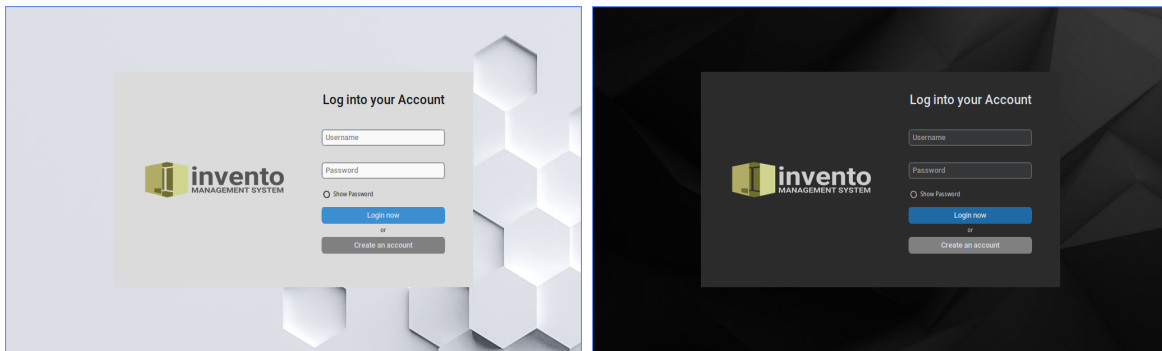 Log into your Account
Username
Password
invento
MANAGEMENT SYSTEM
Show Password
Login now
or
Create an account
Log into your Account
Username
Password
invento
MANAGEMENT SYSTEM
Show Password
Login now
or
Create an account